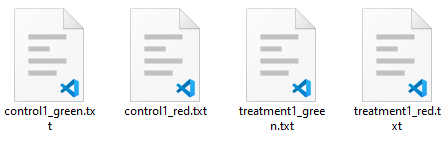 control1_green.tx
t
control1_red.txt
treatment1_gree
n.txt
treatment1_red.t
xt